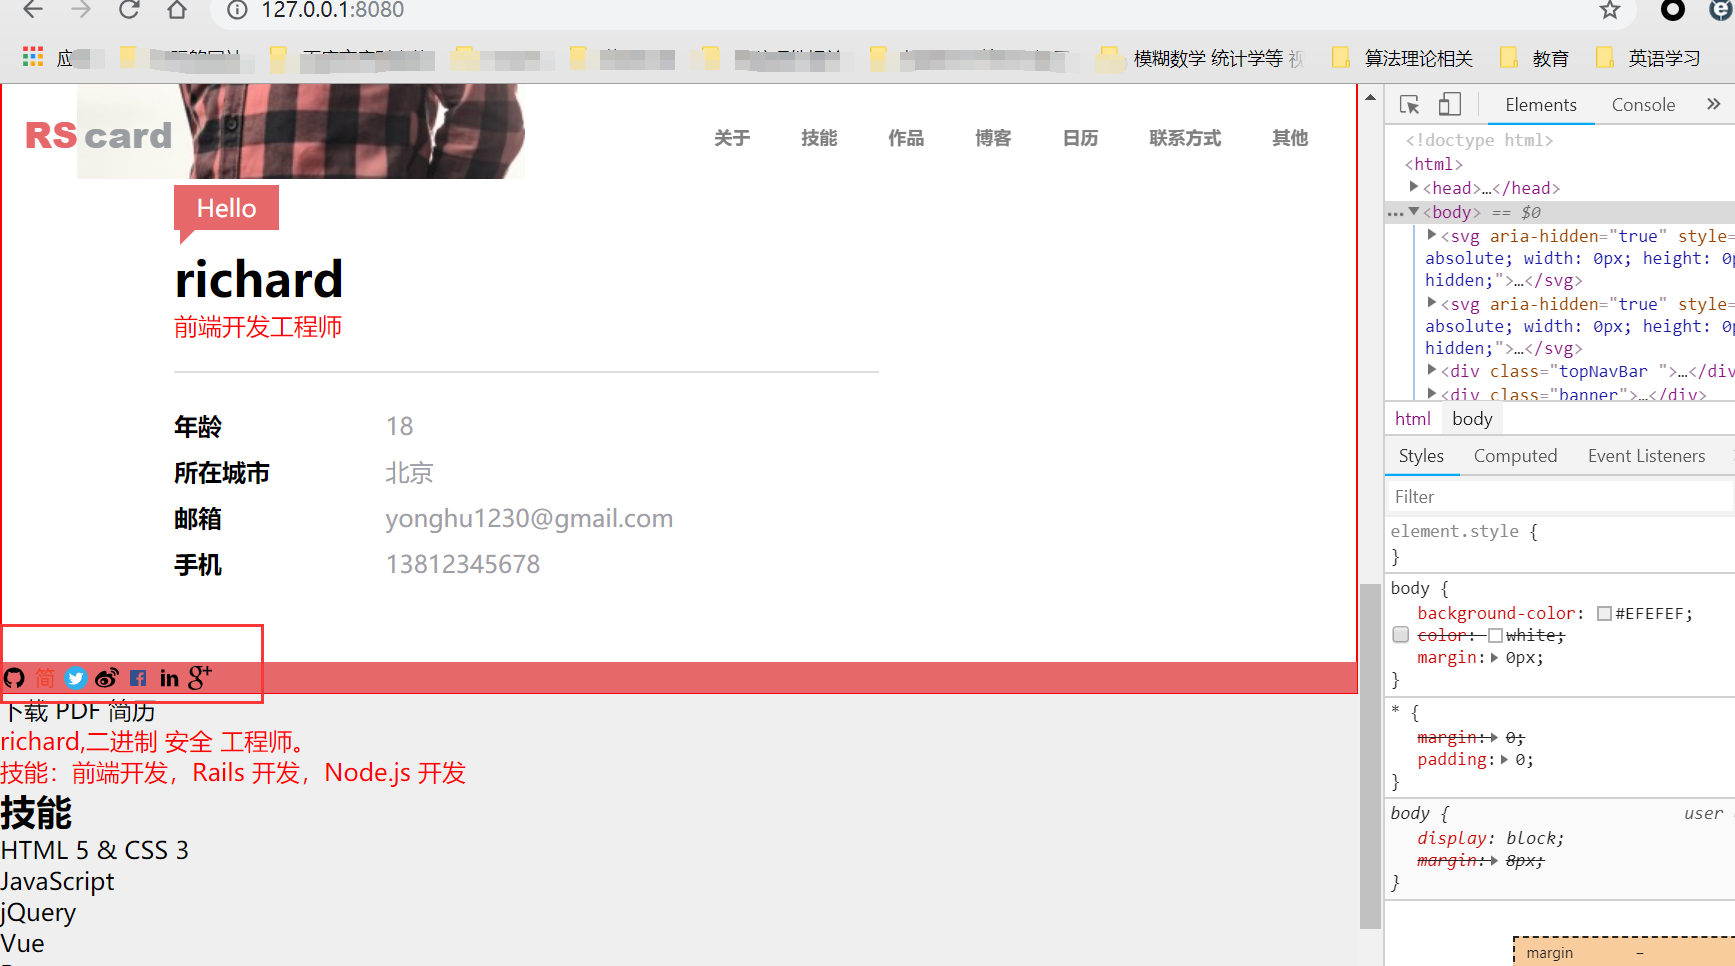 127.0.0.1:8080
模糊数学 统计学等 视
算法理论相关
教育
英语学习
RS card
关于
技能
作品
博客
日历
联系方式
其他
Hello
richard
前端开发工程师
年龄 18
所在城市 北京
邮箱 yonghu1230@gmail.com
手机 13812345678
简
下载 PDF 简历
richard,二进制 安全 工程师。
技能：前端开发，Rails 开发，Node.js 开发
技能
HTML 5 & CSS 3
JavaScript
jQuery
Vue
Elements Console »
<!doctype html>
<html>
<head>…</head>
<body> == $0
<svg aria-hidden="true" style=
absolute; width: 0px; height: 0p
hidden;">…</svg>
<svg aria-hidden="true" style=
absolute; width: 0px; height: 0p
hidden;">…</svg>
<div class="topNavBar ">…</div
<div class="banner">…</div>
html body
Styles Computed Event Listeners
Filter
element.style {
}
body {
background-color: #EFEFEF;
color: white;
margin: 0px;
}
* {
margin: 0;
padding: 0;
}
body { user
display: block;
margin: 8px;
}
margin –